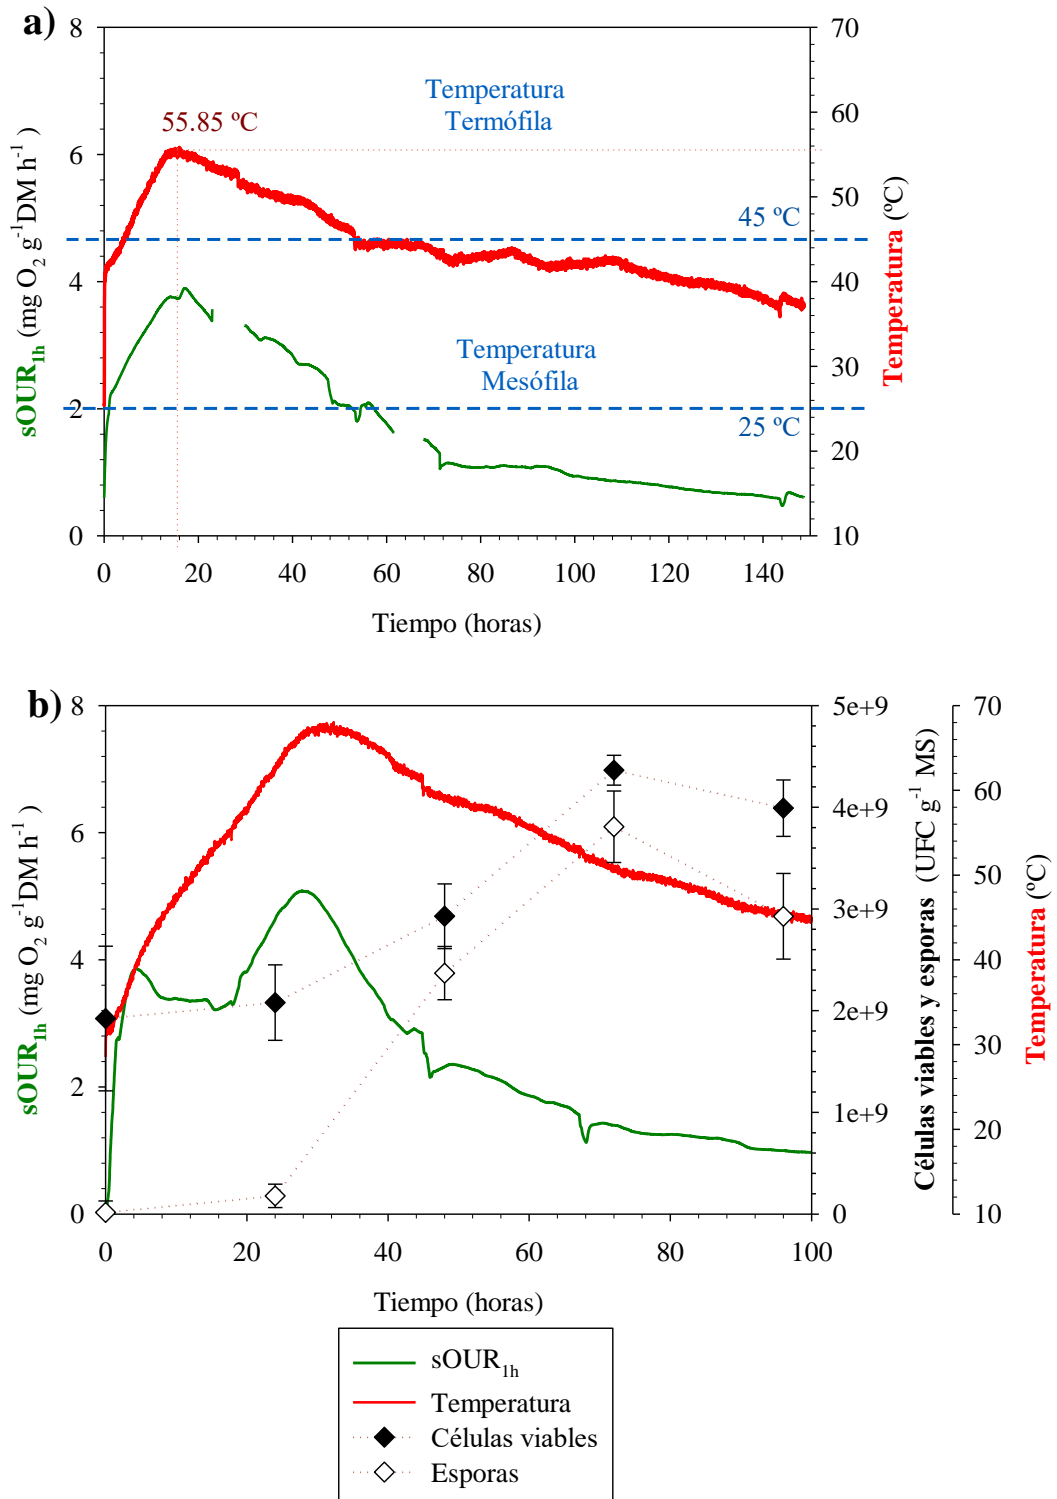 a)
8
6
4
2
0
sOUR1h (mg O2 g-1DM h-1 )
70
60
50
40
30
20
10
Temperatura (ºC)
55.85 ºC
Temperatura
Termófila
45 ºC
Temperatura
Mesófila
25 ºC
0 20 40 60 80 100 120 140
Tiempo (horas)
b)
8
6
4
2
0
sOUR1h (mg O2 g-1DM h-1 )
5e+9
4e+9
3e+9
2e+9
1e+9
0
Células viables y esporas (UFC g-1 MS)
70
60
50
40
30
20
10
Temperatura (ºC)
0 20 40 60 80 100
Tiempo (horas)
sOUR1h
Temperatura
Células viables
Esporas